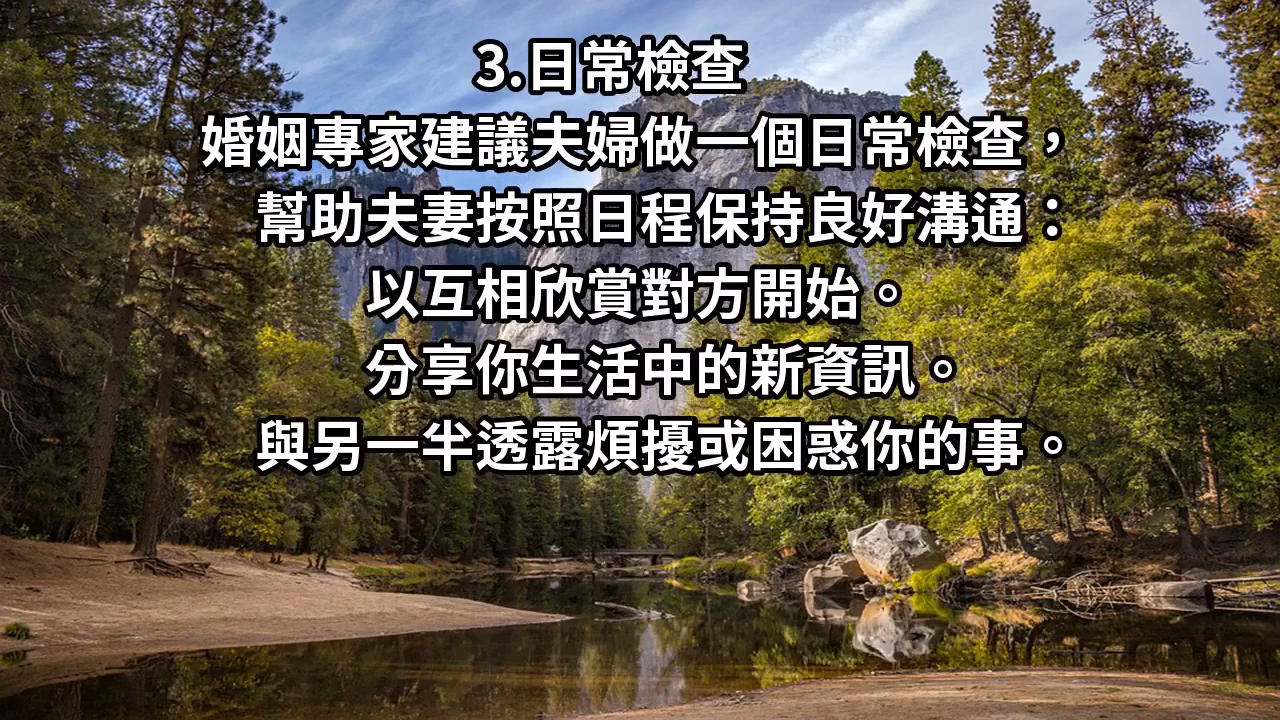 3.日常檢查
婚姻專家建議夫婦做一個日常檢查，
幫助夫妻按照日程保持良好溝通：
以互相欣賞對方開始。
分享你生活中的新資訊。
與另一半透露煩擾或困惑你的事。